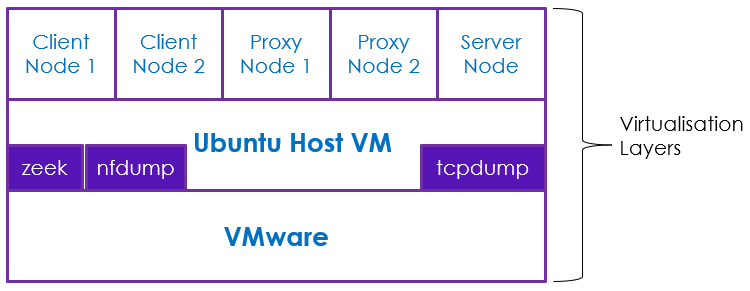 Client
Node 1
Client
Node 2
Proxy
Node 1
Proxy
Node 2
Server
Node
Virtualisation
Layers
Ubuntu Host VM
zeek
nfdump
tcpdump
VMware